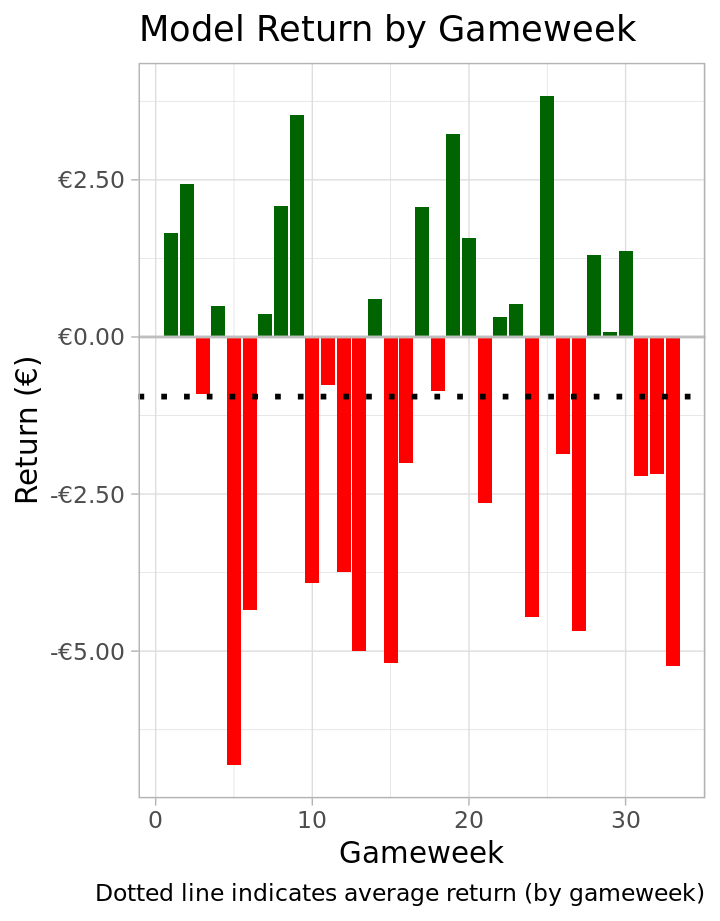 Model Return by Gameweek
€2.50
€0.00
-€2.50
-€5.00
Return (€)
0 10 20 30
Gameweek
Dotted line indicates average return (by gameweek)